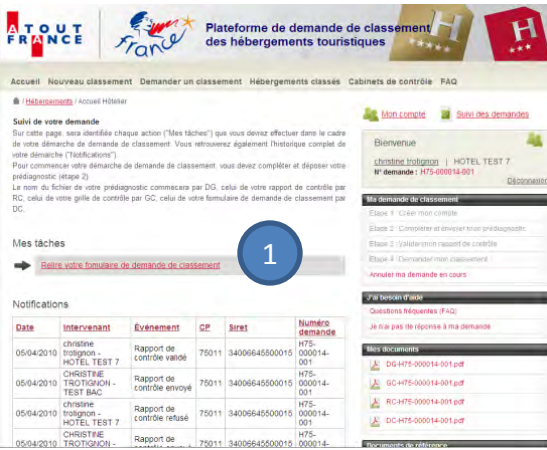 ATOUT
FRANCE
france
Plateforme de demande de classement
des hébergements touristiques
H
H
Accueil Nouveau classement Demander un classement Hébergements classés Cabinets de contrôle FAQ
/ Hébergements / Accueil Hôtelier
Suivi de votre demande
Sur cette page, sera identifiée chaque action ("Mes tâches") que vous devrez effectuer dans le cadre
de votre démarche de demande de classement. Vous retrouverez également l'historique complet de
votre démarche ("Notifications").
Pour commencer votre démarche de demande de classement, vous devez compléter et déposer votre
prédiagnostic (étape 2)
Le nom du fichier de votre prédiagnostic commencera par DG, celui de votre rapport de contrôle par
RC, celui de votre grille de contrôle par GC, celui de votre formulaire de demande de classement par
DC.
Mes tâches
Relire votre fomulaire de demande de classement
1
Notifications
Date Intervenant Évènement CP Siret Numéro demande
05/04/2010 christine trotignon - HOTEL TEST 7 Rapport de contrôle validé 75011 34006645500015 H75-000014-001
05/04/2010 CHRISTINE TROTIGNON - TEST BAC Rapport de contrôle envoyé 75011 34006645500015 H75-000014-001
05/04/2010 christine trotignon - HOTEL TEST 7 Rapport de contrôle refusé 75011 34006645500015 H75-000014-001
05/04/2010 CHRISTINE TROTIGNON - Rapport de 75011 34006645500015 H75-000014-
Mon compte Suivi des demandes
Bienvenue
christine trotignon | HOTEL TEST 7
N° demande : H75-000014-001
Déconnexion
Ma demande de classement
Etape 1 : Créer mon compte
Etape 2 : Compléter et envoyer mon prédiagnostic
Etape 3 : Valider mon rapport de contrôle
Etape 4 : Demander mon classement
Annuler ma demande en cours
J'ai besoin d'aide
Questions fréquentes (FAQ)
Je n'ai pas de réponse à ma demande
Mes documents
DG-H75-000014-001.pdf
GC-H75-000014-001.pdf
RC-H75-000014-001.pdf
DC-H75-000014-001.pdf
Documents de référence